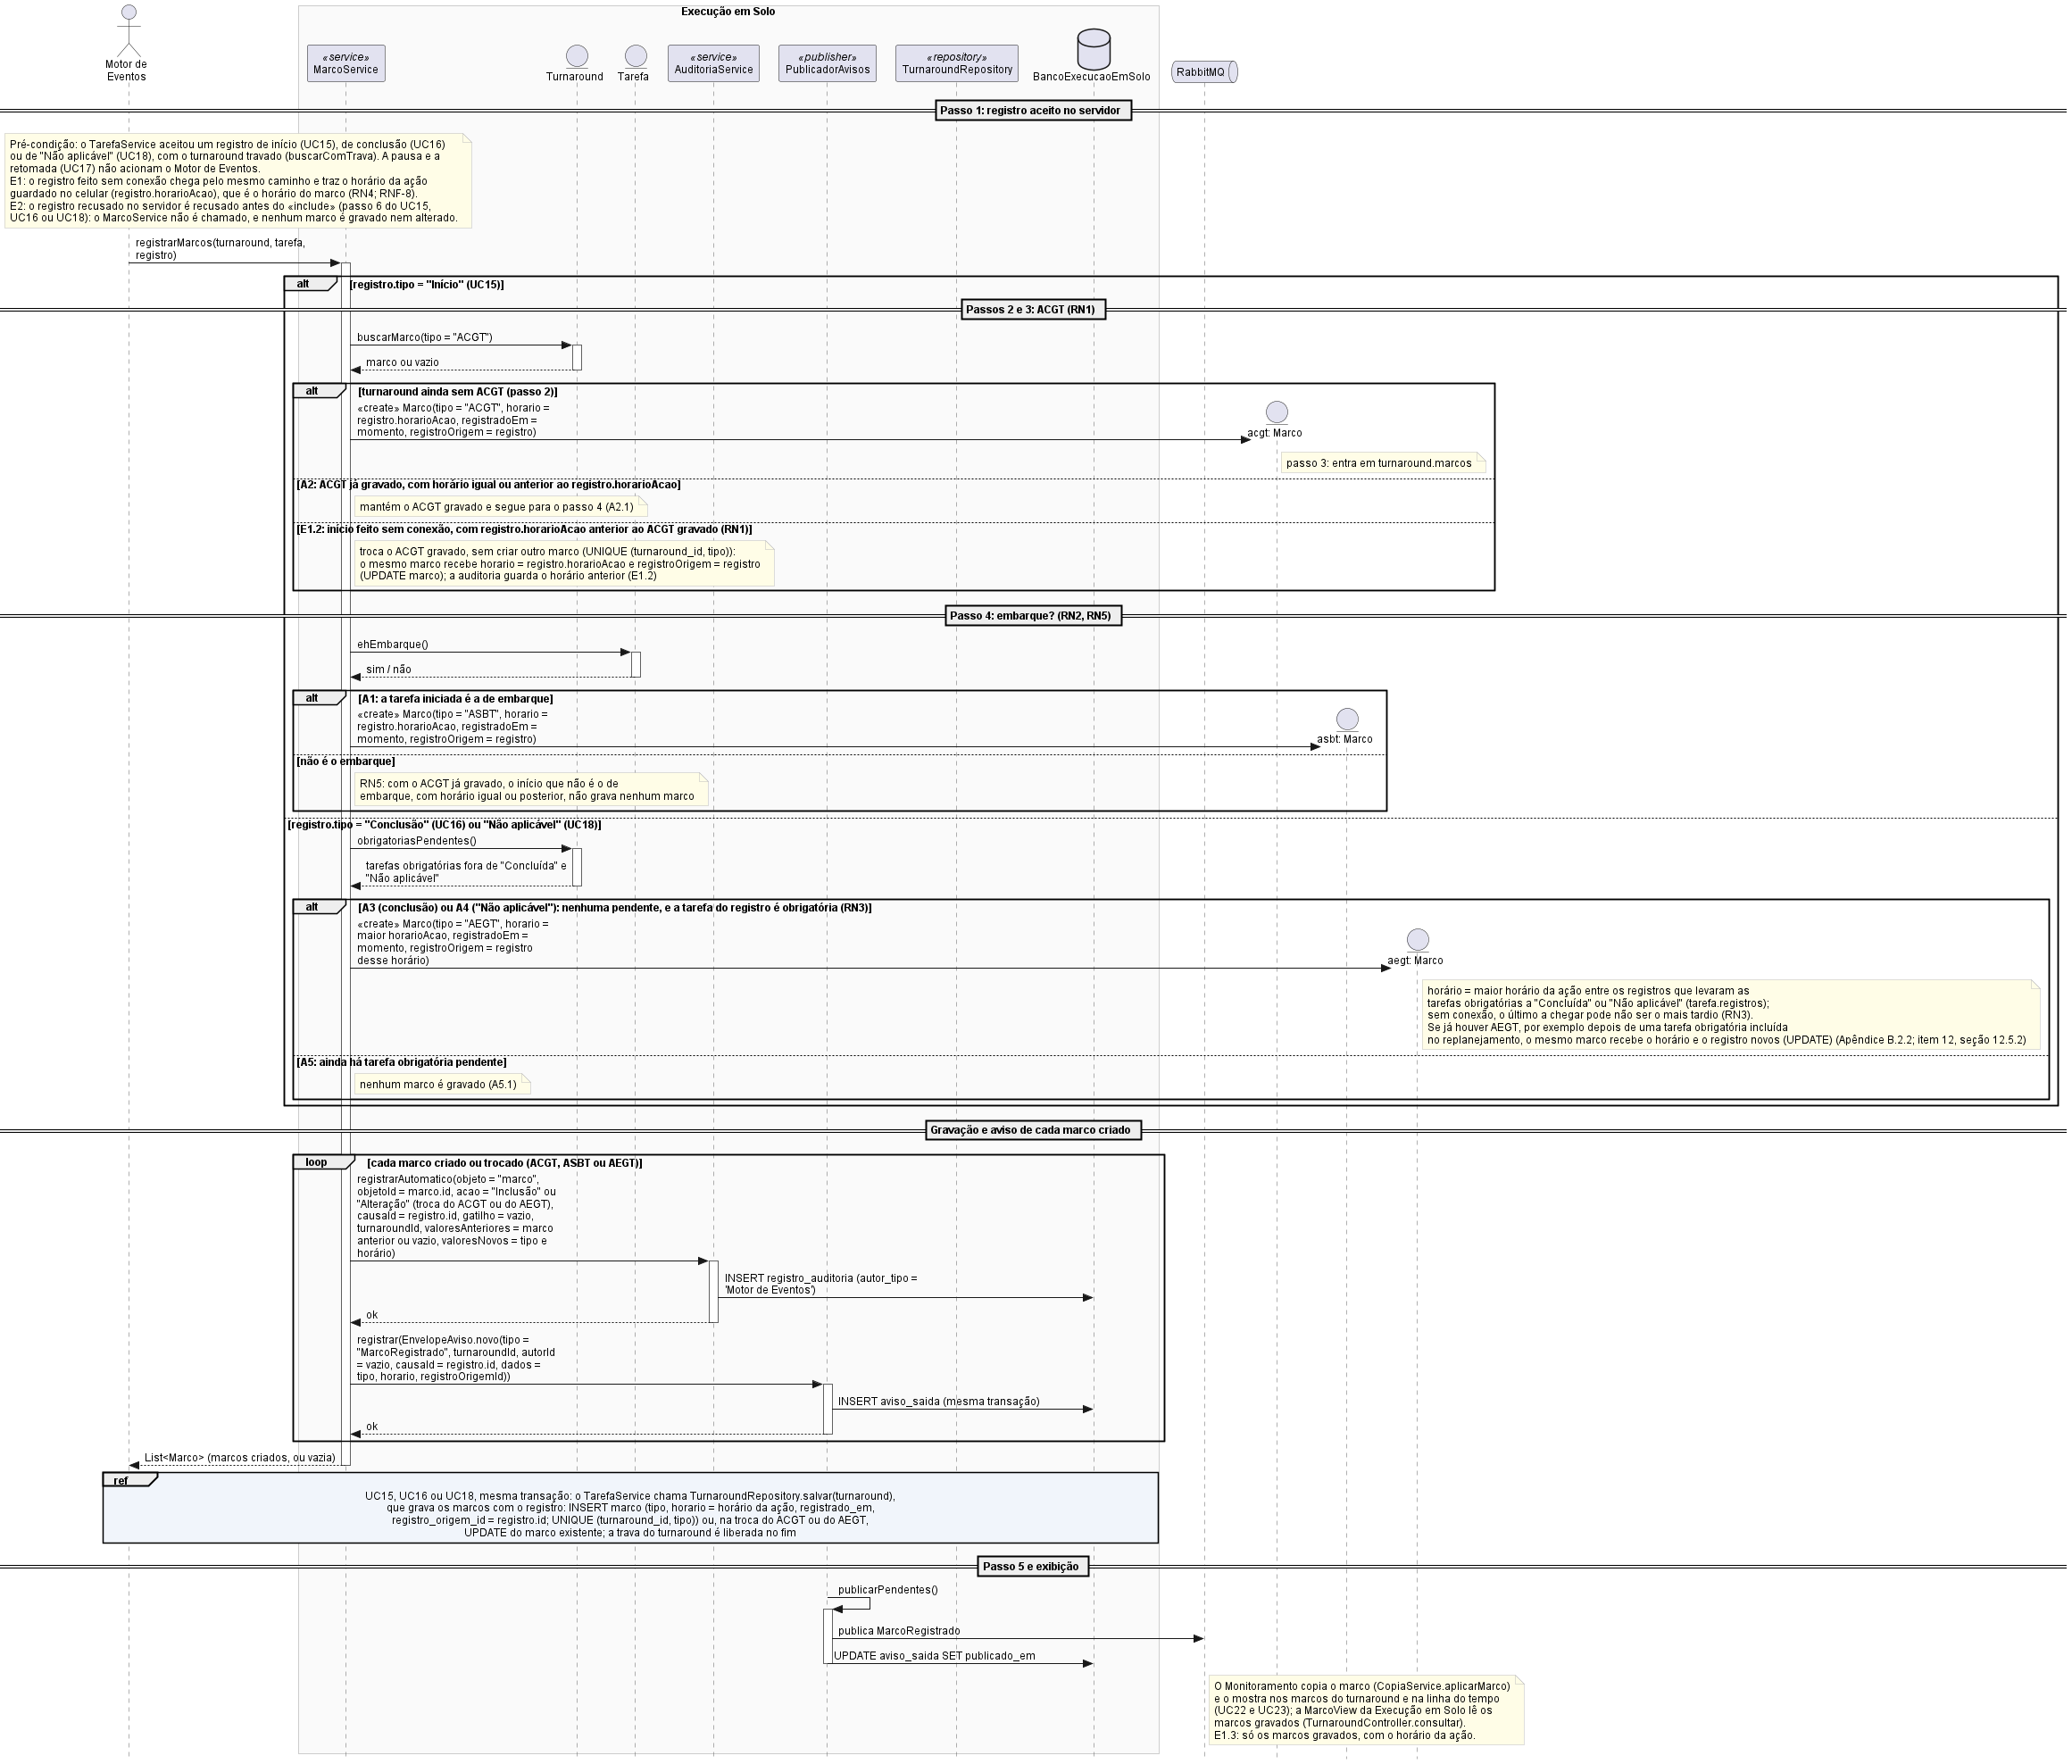 Execução em Solo
Motor de
Eventos
«service»
MarcoService
Turnaround
Tarefa
«service»
AuditoriaService
«publisher»
PublicadorAvisos
«repository»
TurnaroundRepository
BancoExecucaoEmSolo
RabbitMQ
Passo 1: registro aceito no servidor
Pré-condição: o TarefaService aceitou um registro de início (UC15), de conclusão (UC16)
ou de "Não aplicável" (UC18), com o turnaround travado (buscarComTrava). A pausa e a
retomada (UC17) não acionam o Motor de Eventos.
E1: o registro feito sem conexão chega pelo mesmo caminho e traz o horário da ação
guardado no celular (registro.horarioAcao), que é o horário do marco (RN4; RNF-8).
E2: o registro recusado no servidor é recusado antes do «include» (passo 6 do UC15,
UC16 ou UC18): o MarcoService não é chamado, e nenhum marco é gravado nem alterado.
registrarMarcos(turnaround, tarefa,
registro)
alt [registro.tipo = "Início" (UC15)]
Passos 2 e 3: ACGT (RN1)
buscarMarco(tipo = "ACGT")
marco ou vazio
alt [turnaround ainda sem ACGT (passo 2)]
«create» Marco(tipo = "ACGT", horario =
registro.horarioAcao, registradoEm =
momento, registroOrigem = registro)
acgt: Marco
passo 3: entra em turnaround.marcos
[A2: ACGT já gravado, com horário igual ou anterior ao registro.horarioAcao]
mantém o ACGT gravado e segue para o passo 4 (A2.1)
[E1.2: início feito sem conexão, com registro.horarioAcao anterior ao ACGT gravado (RN1)]
troca o ACGT gravado, sem criar outro marco (UNIQUE (turnaround_id, tipo)):
o mesmo marco recebe horario = registro.horarioAcao e registroOrigem = registro
(UPDATE marco); a auditoria guarda o horário anterior (E1.2)
Passo 4: embarque? (RN2, RN5)
ehEmbarque()
sim / não
alt [A1: a tarefa iniciada é a de embarque]
«create» Marco(tipo = "ASBT", horario =
registro.horarioAcao, registradoEm =
momento, registroOrigem = registro)
asbt: Marco
[não é o embarque]
RN5: com o ACGT já gravado, o início que não é o de
embarque, com horário igual ou posterior, não grava nenhum marco
[registro.tipo = "Conclusão" (UC16) ou "Não aplicável" (UC18)]
obrigatoriasPendentes()
tarefas obrigatórias fora de "Concluída" e
"Não aplicável"
alt [A3 (conclusão) ou A4 ("Não aplicável"): nenhuma pendente, e a tarefa do registro é obrigatória (RN3)]
«create» Marco(tipo = "AEGT", horario =
maior horarioAcao, registradoEm =
momento, registroOrigem = registro
desse horário)
aegt: Marco
horário = maior horário da ação entre os registros que levaram as
tarefas obrigatórias a "Concluída" ou "Não aplicável" (tarefa.registros);
sem conexão, o último a chegar pode não ser o mais tardio (RN3).
Se já houver AEGT, por exemplo depois de uma tarefa obrigatória incluída
no replanejamento, o mesmo marco recebe o horário e o registro novos (UPDATE) (Apêndice B.2.2; item 12, seção 12.5.2)
[A5: ainda há tarefa obrigatória pendente]
nenhum marco é gravado (A5.1)
Gravação e aviso de cada marco criado
loop [cada marco criado ou trocado (ACGT, ASBT ou AEGT)]
registrarAutomatico(objeto = "marco",
objetoId = marco.id, acao = "Inclusão" ou
"Alteração" (troca do ACGT ou do AEGT),
causaId = registro.id, gatilho = vazio,
turnaroundId, valoresAnteriores = marco
anterior ou vazio, valoresNovos = tipo e
horário)
INSERT registro_auditoria (autor_tipo =
'Motor de Eventos')
ok
registrar(EnvelopeAviso.novo(tipo =
"MarcoRegistrado", turnaroundId, autorId
= vazio, causaId = registro.id, dados =
tipo, horario, registroOrigemId))
INSERT aviso_saida (mesma transação)
ok
List<Marco> (marcos criados, ou vazia)
ref
UC15, UC16 ou UC18, mesma transação: o TarefaService chama TurnaroundRepository.salvar(turnaround),
que grava os marcos com o registro: INSERT marco (tipo, horario = horário da ação, registrado_em,
registro_origem_id = registro.id; UNIQUE (turnaround_id, tipo)) ou, na troca do ACGT ou do AEGT,
UPDATE do marco existente; a trava do turnaround é liberada no fim
Passo 5 e exibição
publicarPendentes()
publica MarcoRegistrado
UPDATE aviso_saida SET publicado_em
O Monitoramento copia o marco (CopiaService.aplicarMarco)
e o mostra nos marcos do turnaround e na linha do tempo
(UC22 e UC23); a MarcoView da Execução em Solo lê os
marcos gravados (TurnaroundController.consultar).
E1.3: só os marcos gravados, com o horário da ação.